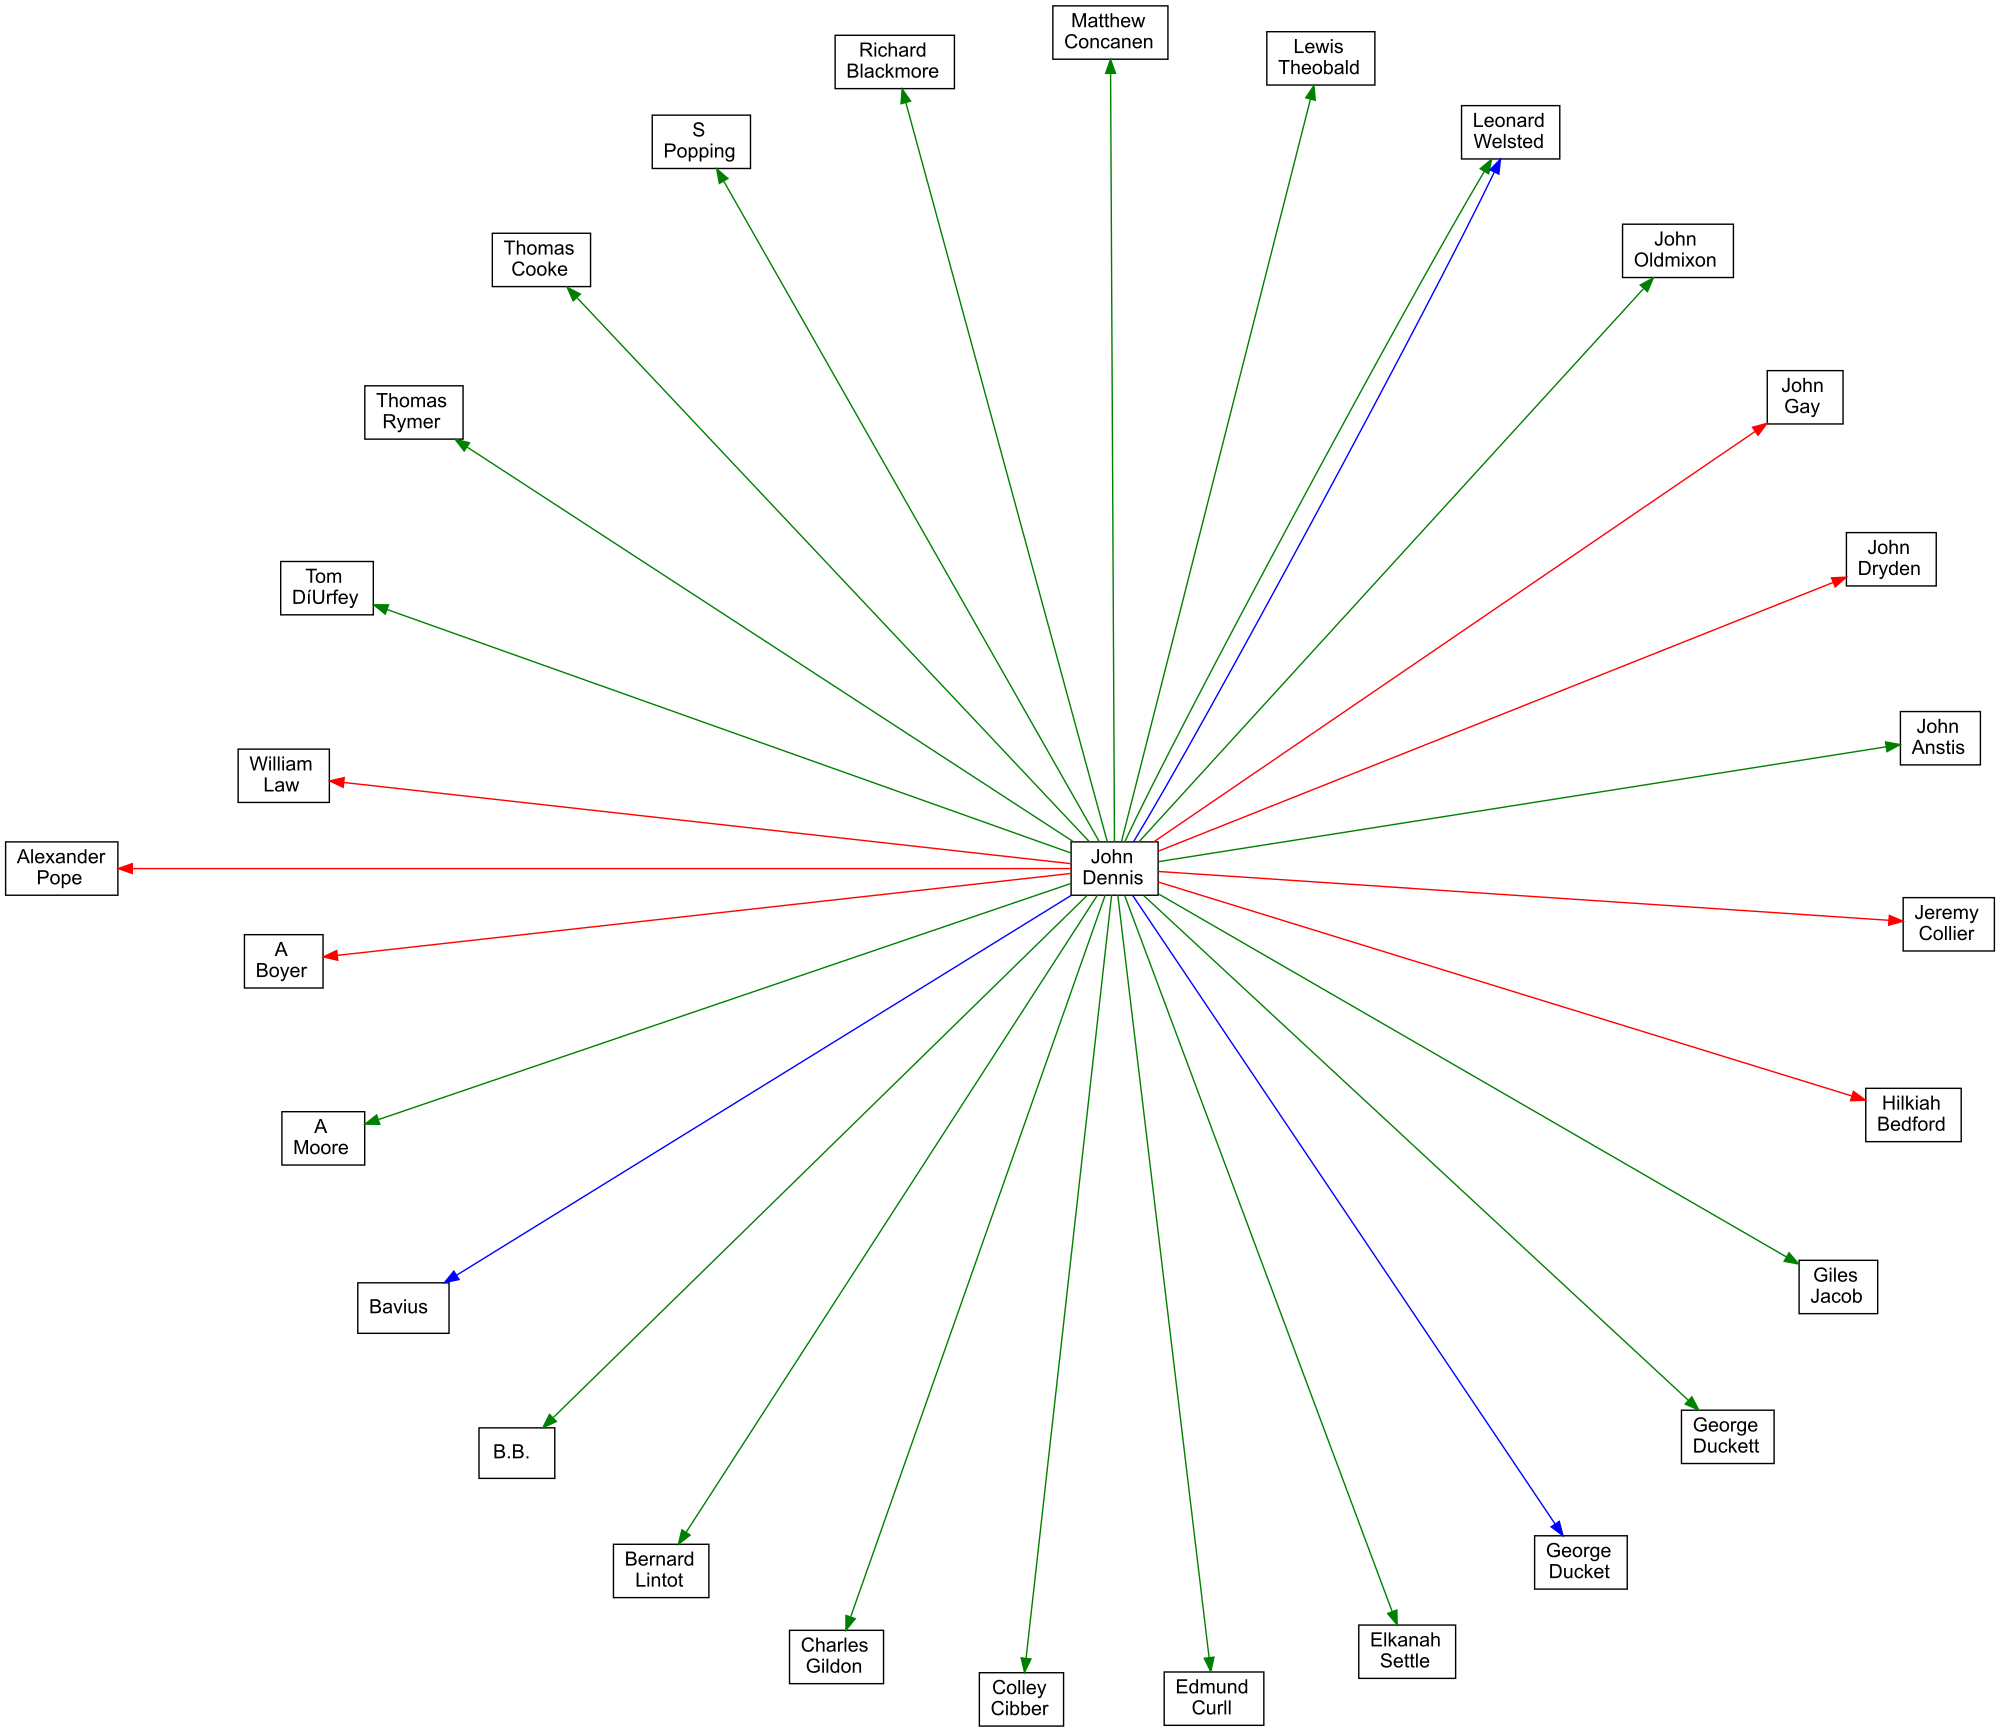 Matthew
Concanen
Lewis
Theobald
Richard
Blackmore
Leonard
Welsted
S
Popping
John
Oldmixon
Thomas
Cooke
John
Gay
Thomas
Rymer
John
Dryden
Tom
DíUrfey
John
Anstis
William
Law
Alexander
Pope
John
Dennis
Jeremy
Collier
A
Boyer
Hilkiah
Bedford
A
Moore
Giles
Jacob
Bavius
George
Duckett
B.B.
George
Ducket
Bernard
Lintot
Elkanah
Settle
Charles
Gildon
Edmund
Curll
Colley
Cibber